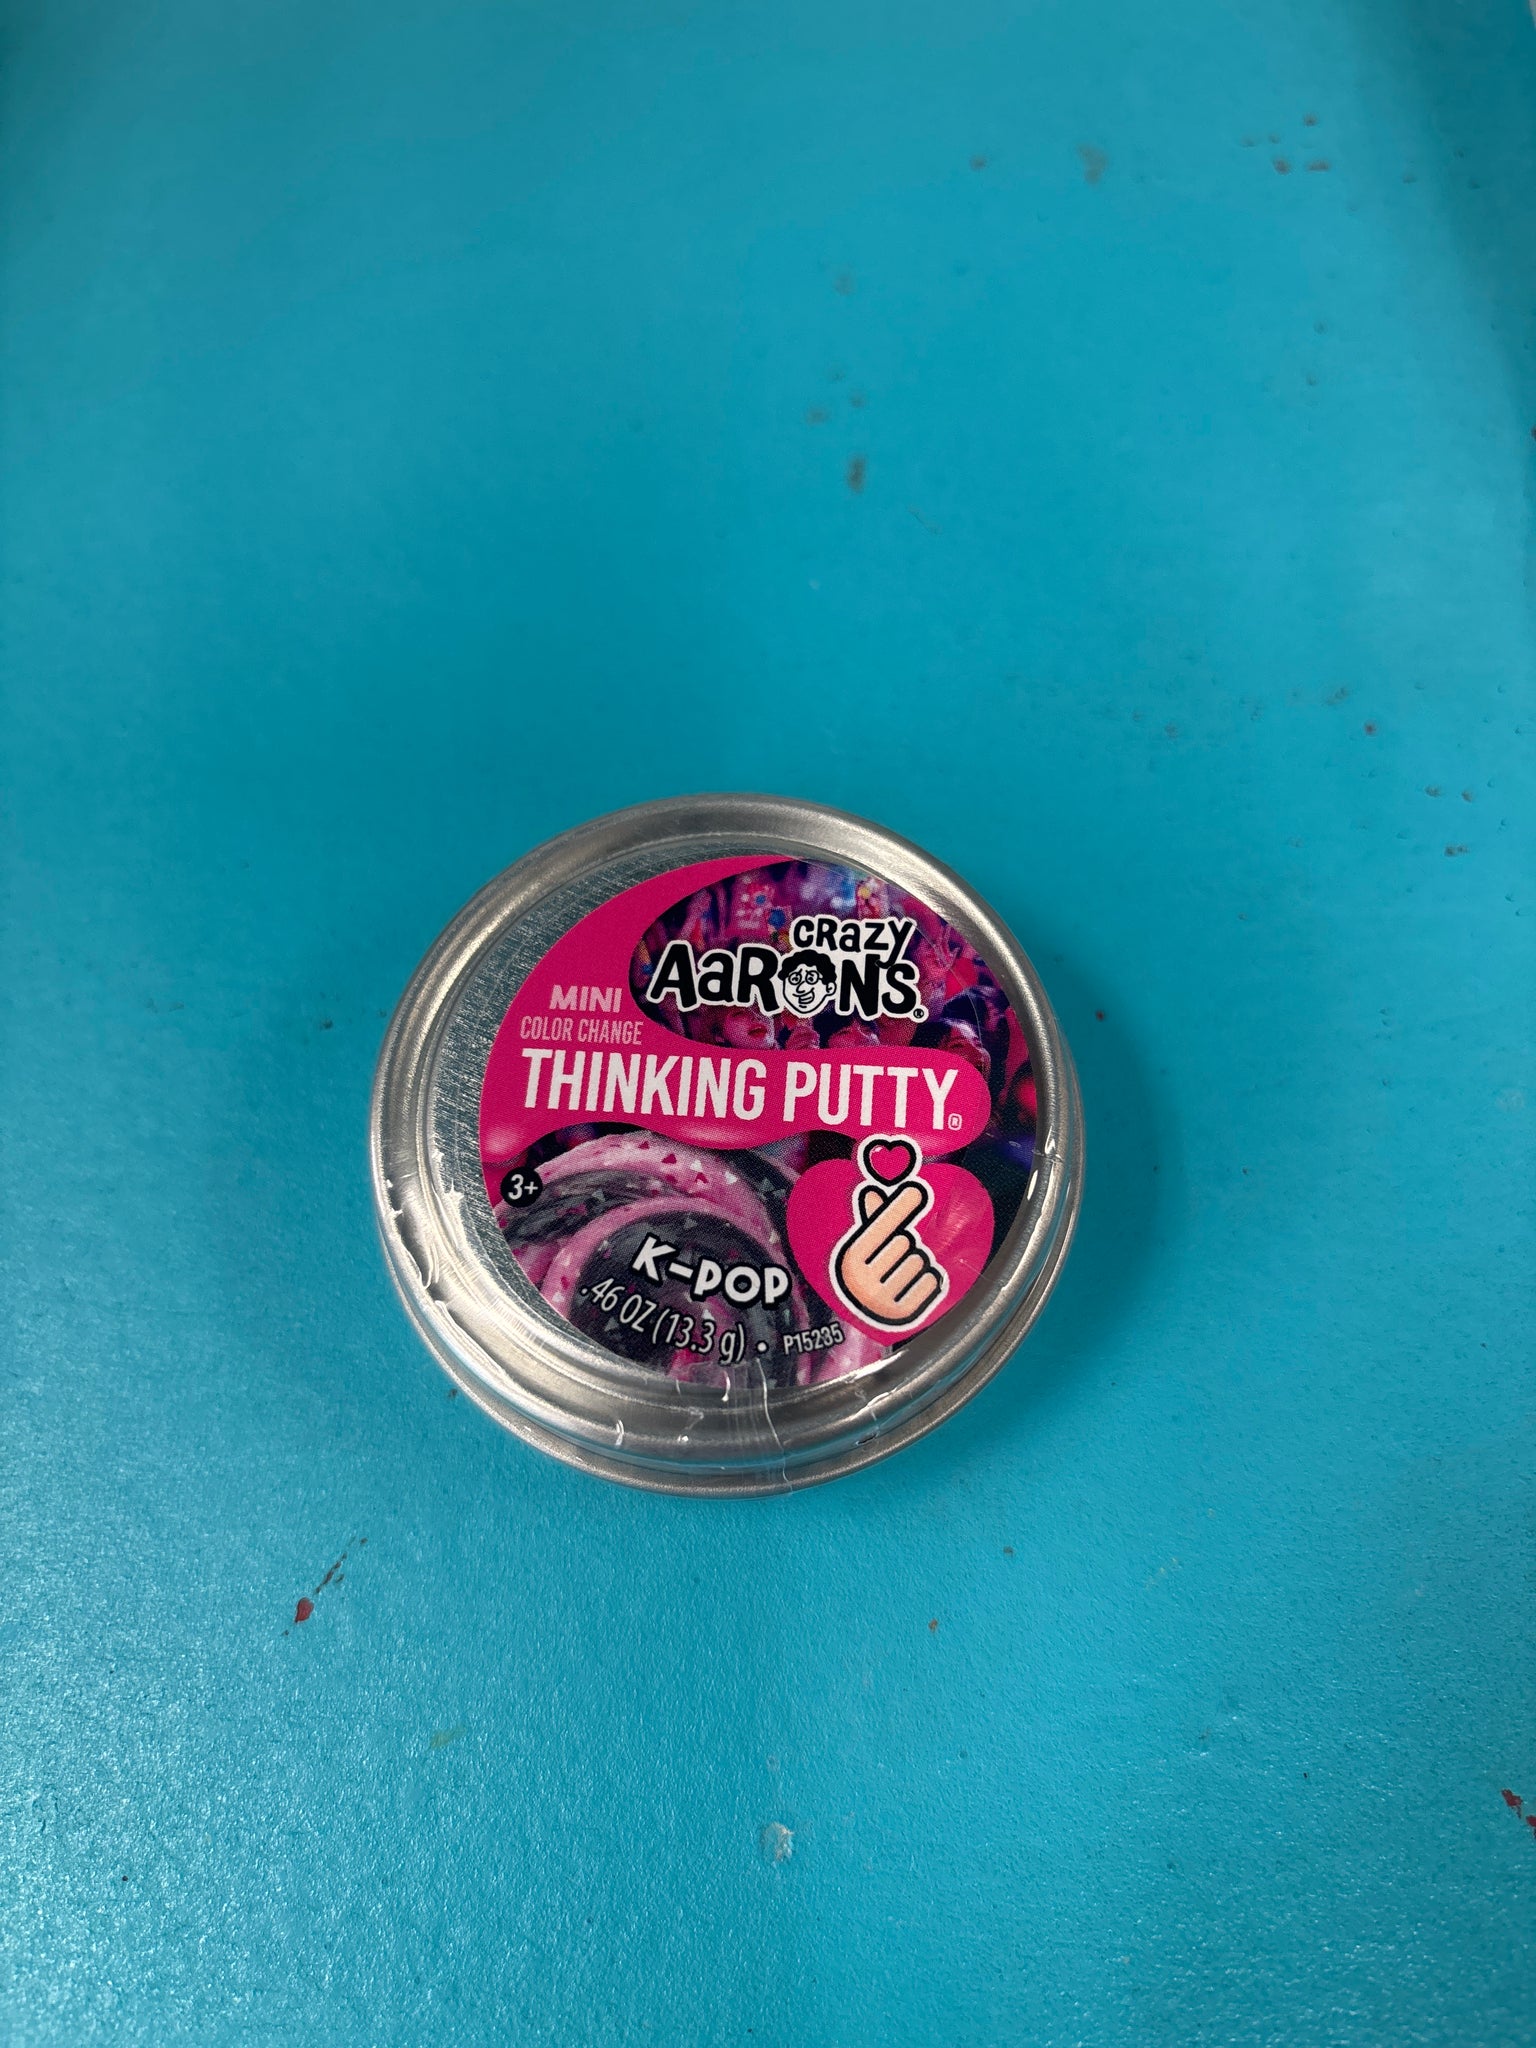 CRAZY
AARONS®
MINI
COLOR CHANGE
THINKING PUTTY®
3+
K-POP
.46 OZ (13.3 g) • P15235